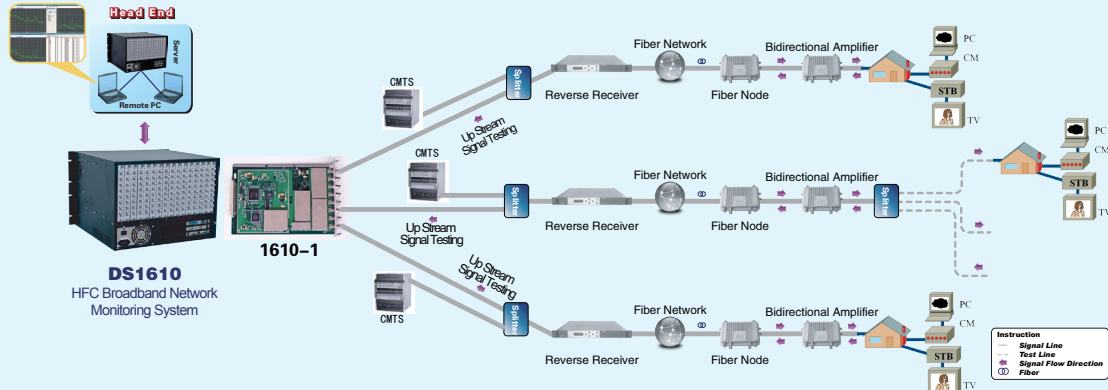 Head End
Server
Remote PC
DS1610
HFC Broadband Network
Monitoring System
1610-1
CMTS
Up Stream
Signal Testing
Splitter
Reverse Receiver
Fiber Network
Fiber Node
Bidirectional Amplifier
PC
CM
STB
TV
CMTS
Up Stream
Signal Testing
Splitter
Reverse Receiver
Fiber Network
Fiber Node
Bidirectional Amplifier
Splitter
PC
CM
STB
TV
CMTS
Up Stream
Signal Testing
Splitter
Reverse Receiver
Fiber Network
Fiber Node
Bidirectional Amplifier
PC
CM
STB
TV
Instruction
Signal Line
Test Line
Signal Flow Direction
Fiber